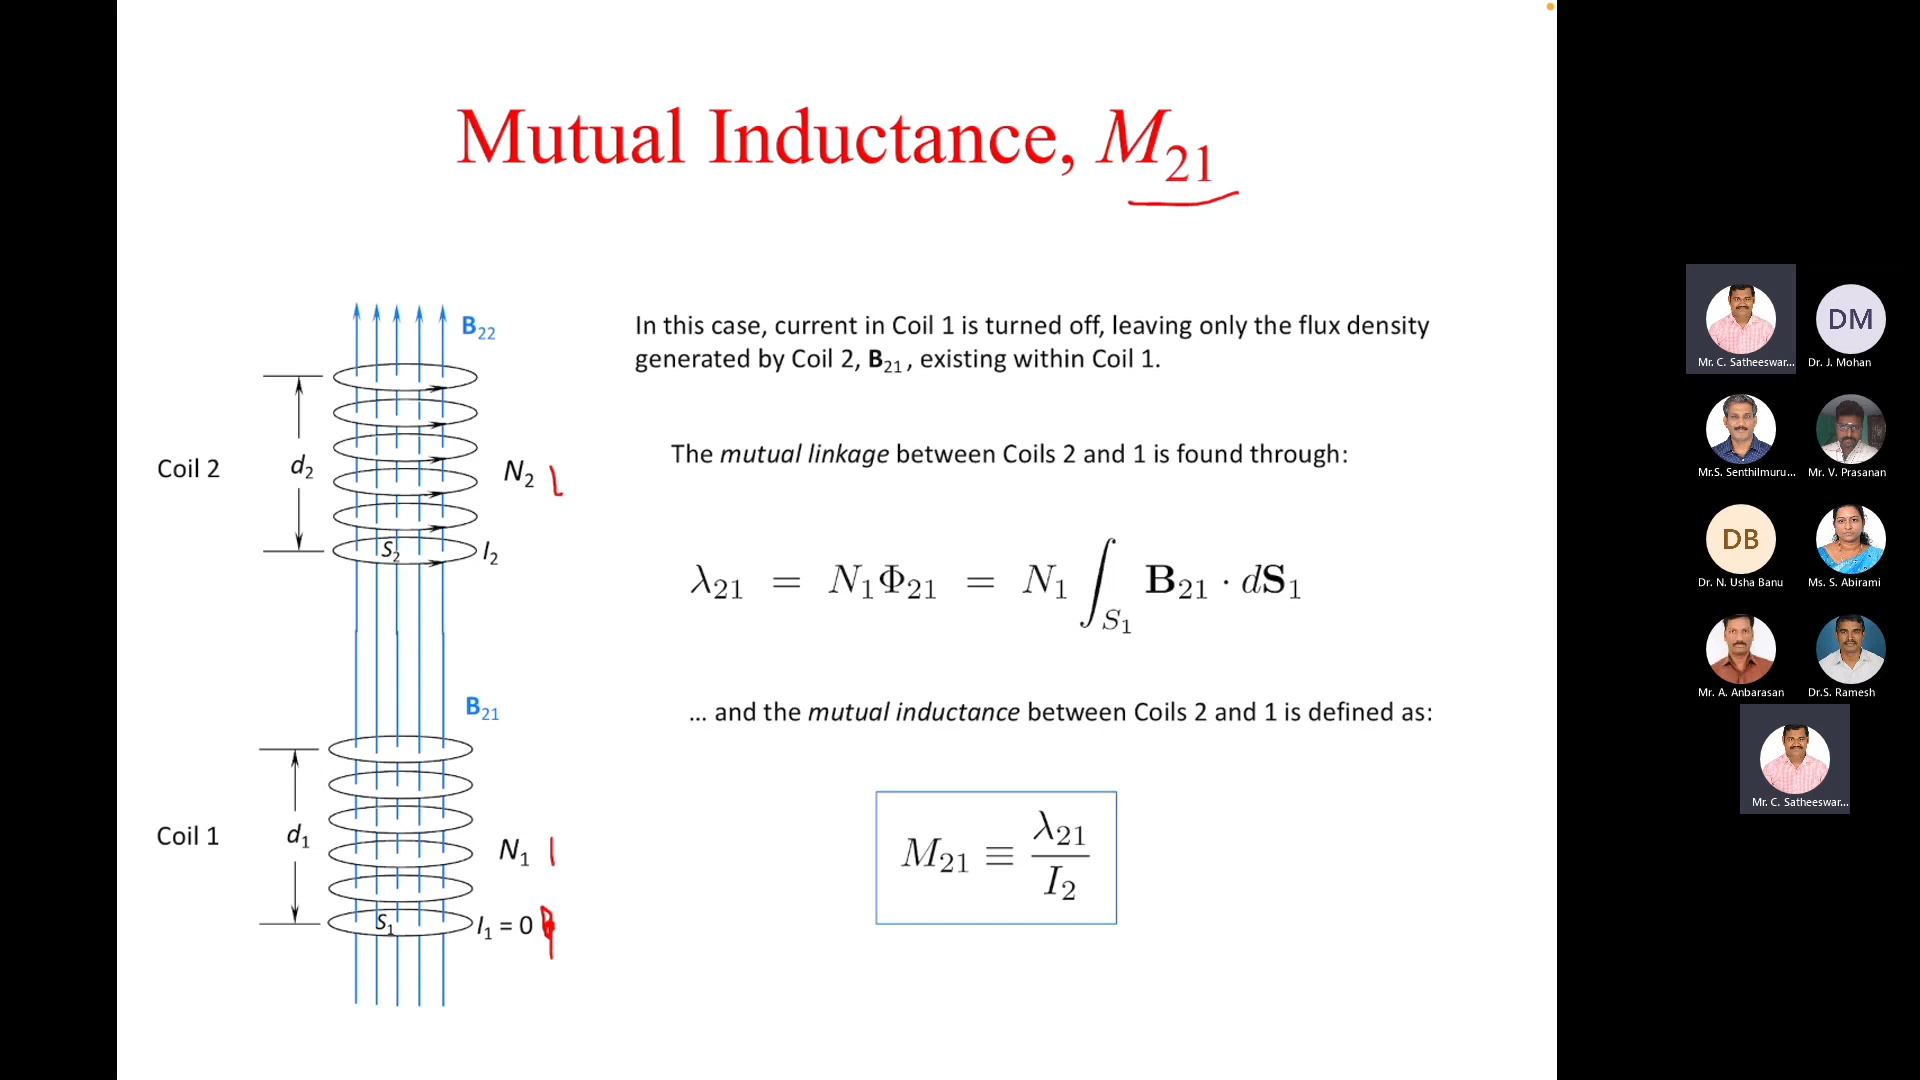 Mutual Inductance, M21
B22
In this case, current in Coil 1 is turned off, leaving only the flux density
generated by Coil 2, B21 , existing within Coil 1.
The mutual linkage between Coils 2 and 1 is found through:
Coil 2
d2
N2
S2
I2
λ21 = N1Φ21 = N1 ∫S1 B21 · dS1
B21
... and the mutual inductance between Coils 2 and 1 is defined as:
Coil 1
d1
N1
S1
I1 = 0
M21 ≡ λ21 / I2
Mr. C. Satheeswar...
DM
Dr. J. Mohan
Mr.S. Senthilmuru...
Mr. V. Prasanan
DB
Dr. N. Usha Banu
Ms. S. Abirami
Mr. A. Anbarasan
Dr.S. Ramesh
Mr. C. Satheeswar...